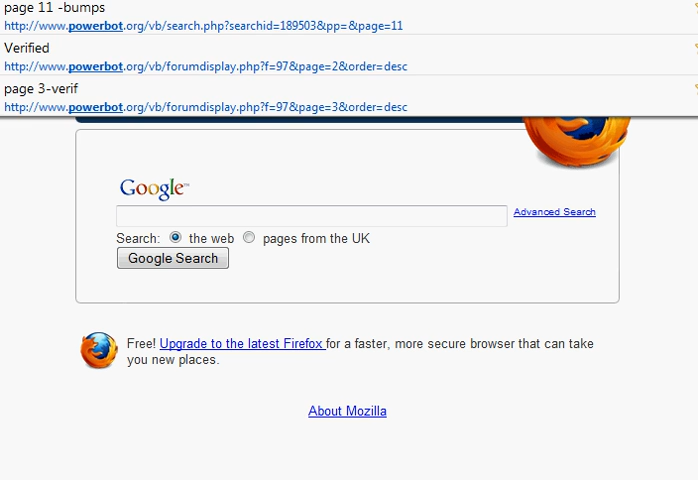 page 11 -bumps
http://www.powerbot.org/vb/search.php?searchid=189503&pp=&page=11
Verified
http://www.powerbot.org/vb/forumdisplay.php?f=97&page=2&order=desc
page 3-verif
http://www.powerbot.org/vb/forumdisplay.php?f=97&page=3&order=desc
Google™
Advanced Search
Search: the web pages from the UK
Google Search
Free! Upgrade to the latest Firefox for a faster, more secure browser that can take
you new places.
About Mozilla